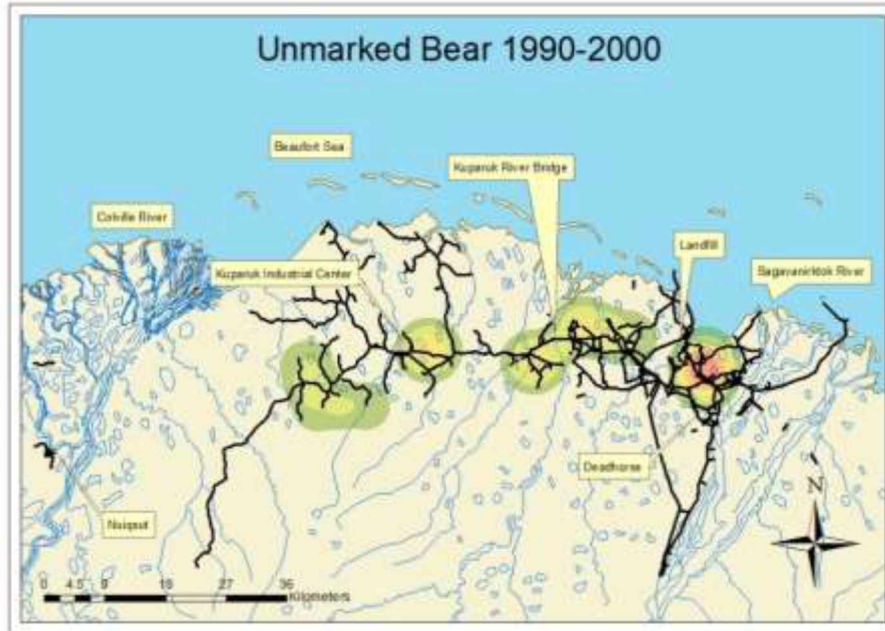 Unmarked Bear 1990-2000
Beaufort Sea
Kuparuk River Bridge
Colville River
Landfill
Kuparuk Industrial Center
Sagavanirktok River
Deadhorse
N
Nuiqsut
0 4.5 9 18 27 36
Kilometers